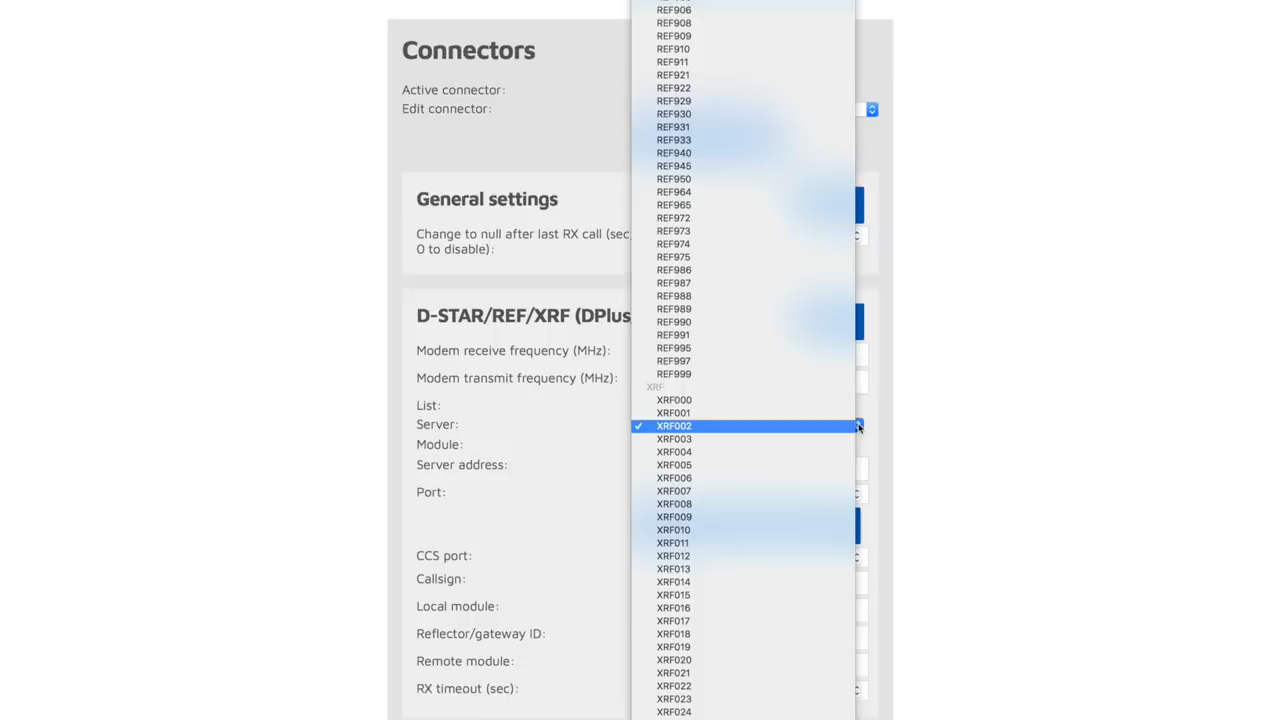 Connectors
Active connector:
Edit connector:
General settings
Change to null after last RX call (sec,
0 to disable):
D-STAR/REF/XRF (DPlus,
Modem receive frequency (MHz):
Modem transmit frequency (MHz):
List:
Server:
Module:
Server address:
Port:
CCS port:
Callsign:
Local module:
Reflector/gateway ID:
Remote module:
RX timeout (sec):
REF906
REF908
REF909
REF910
REF911
REF921
REF922
REF929
REF930
REF931
REF933
REF940
REF945
REF950
REF964
REF965
REF972
REF973
REF974
REF975
REF986
REF987
REF988
REF989
REF990
REF991
REF995
REF997
REF999
XRF
XRF000
XRF001
✓ XRF002
XRF003
XRF004
XRF005
XRF006
XRF007
XRF008
XRF009
XRF010
XRF011
XRF012
XRF013
XRF014
XRF015
XRF016
XRF017
XRF018
XRF019
XRF020
XRF021
XRF022
XRF023
XRF024